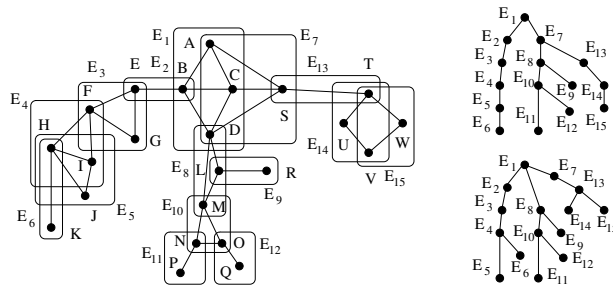 E1 E7
A
E3 E E2 B C E13 T
F
E4
S
H G D
U W
I L E14
V E15
E8 R
J E5
E9
E6 K
E10 M
N O
E11 E12
P Q
E1
E2 E7
E3 E8 E13
E4 E10 E9 E14
E5 E12 E15
E6 E11
E1
E2 E7
E13
E3 E8
E14 E15
E4 E10 E9
E5 E6 E12
E11